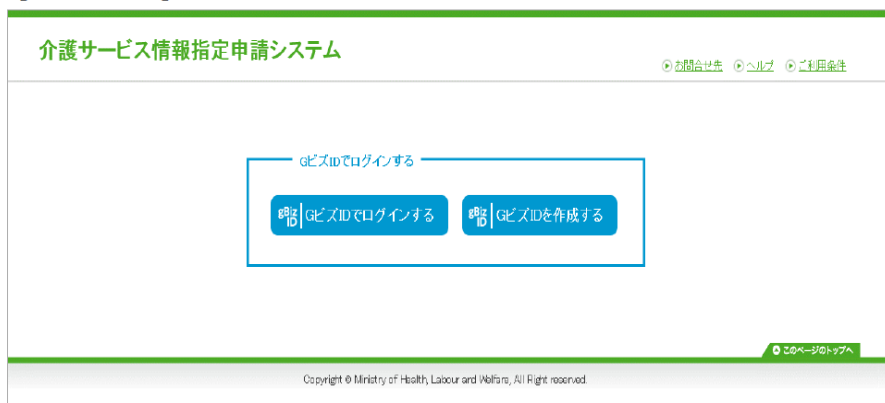 介護サービス情報指定申請システム
お問合せ先 ヘルプ ご利用条件
GビズIDでログインする
gBiz ID GビズIDでログインする gBiz ID GビズIDを作成する
このページのトップへ
Copyright © Ministry of Health, Labour and Welfare, All Right reserved.